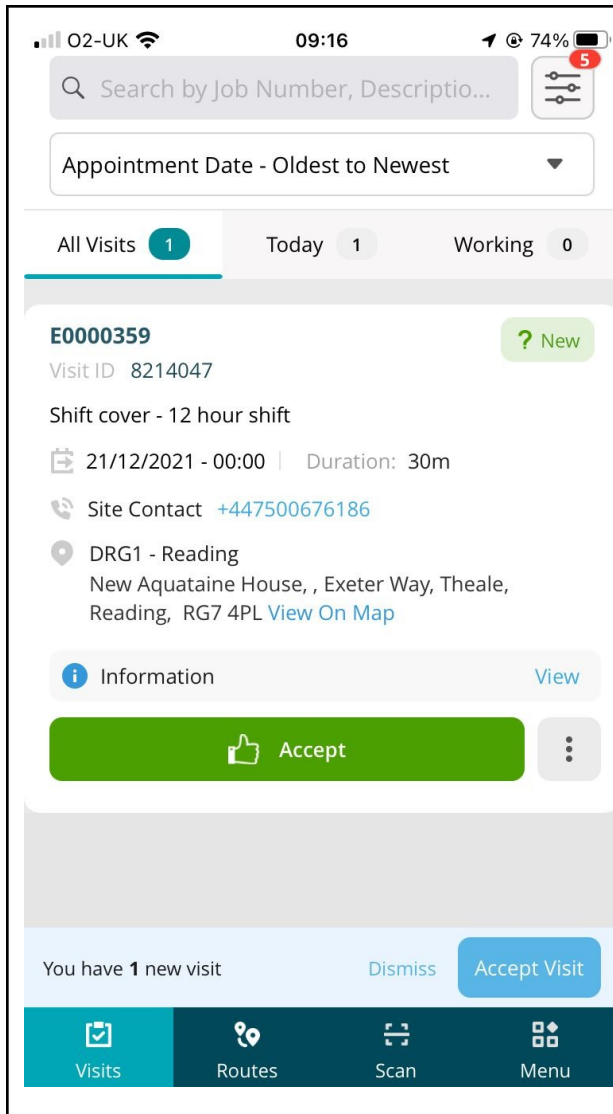 O2-UK 09:16 74%
5
Search by Job Number, Descriptio...
Appointment Date - Oldest to Newest
All Visits 1 Today 1 Working 0
E0000359
? New
Visit ID 8214047
Shift cover - 12 hour shift
21/12/2021 - 00:00 Duration: 30m
Site Contact +447500676186
DRG1 - Reading
New Aquataine House, , Exeter Way, Theale,
Reading, RG7 4PL View On Map
i Information View
Accept
You have 1 new visit Dismiss Accept Visit
Visits Routes Scan Menu